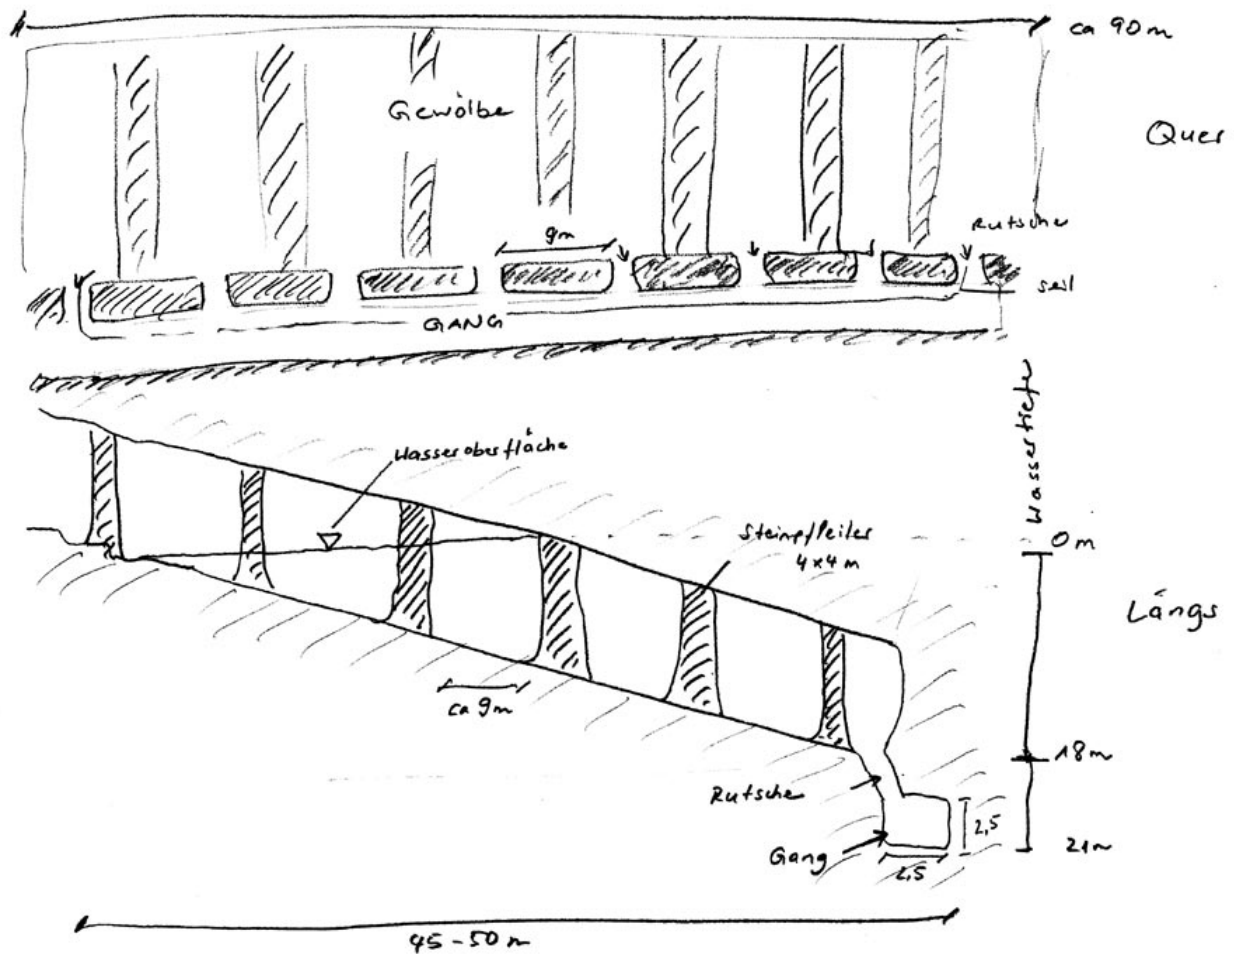 ca 90m
Gewölbe
Quer
9m
Rutsche
seil
GANG
Wassertiefe
Wasseroberfläche
Steinpfleiler
4x4m
0m
Längs
ca 9m
18m
Rutsche
2,5
Gang
21m
2,5
45-50m